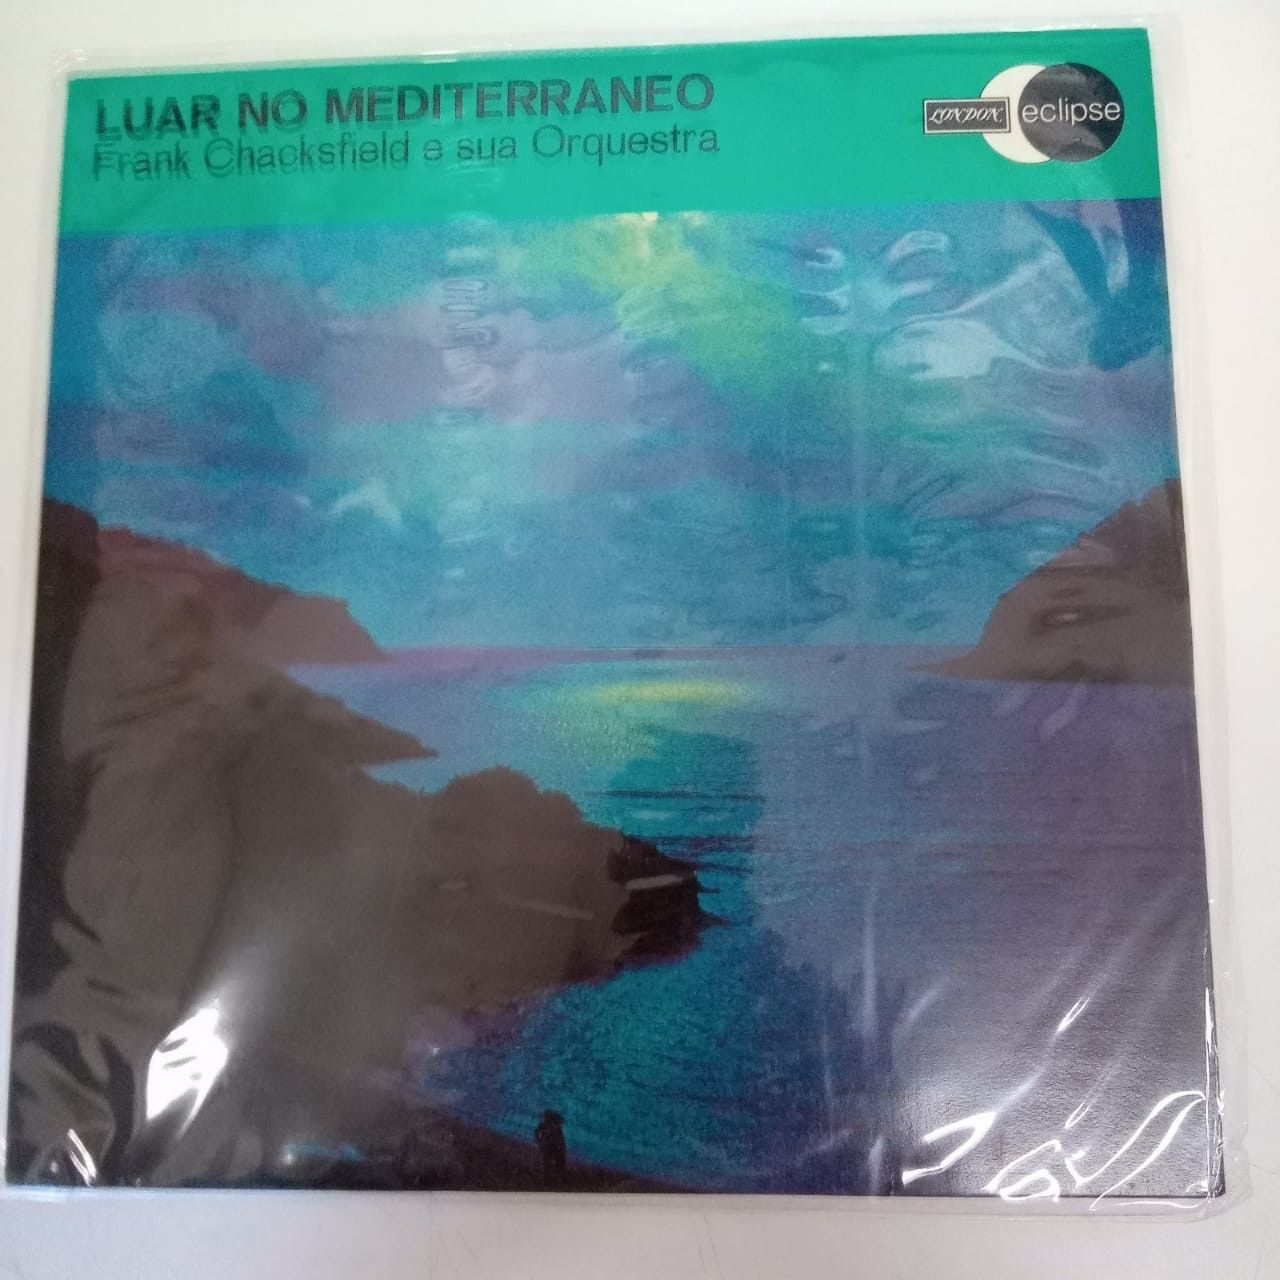 LUAR NO MEDITERRANEO
Frank Chacksfield e sua Orquestra
LONDON
eclipse